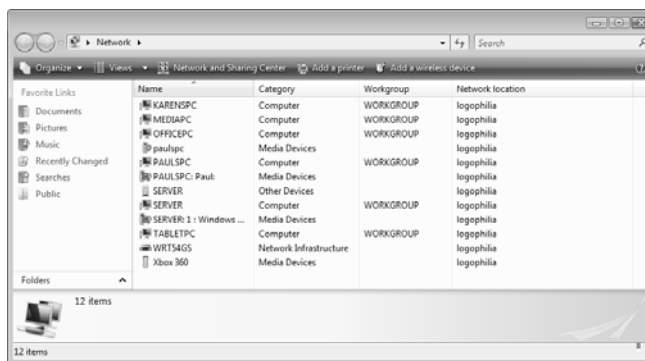 Network
Search
Organize Views Network and Sharing Center Add a printer Add a wireless device
Favorite Links
Documents
Pictures
Music
Recently Changed
Searches
Public
Folders
Name Category Workgroup Network location
KARENSPC Computer WORKGROUP logophilia
MEDIAPC Computer WORKGROUP logophilia
OFFICEPC Computer WORKGROUP logophilia
paulspc Media Devices logophilia
PAULSPC Computer WORKGROUP logophilia
PAULSPC: Paul: Media Devices logophilia
SERVER Other Devices logophilia
SERVER Computer WORKGROUP logophilia
SERVER: 1 : Windows ... Media Devices logophilia
TABLETPC Computer WORKGROUP logophilia
WRT54GS Network Infrastructure logophilia
Xbox 360 Media Devices logophilia
12 items
12 items